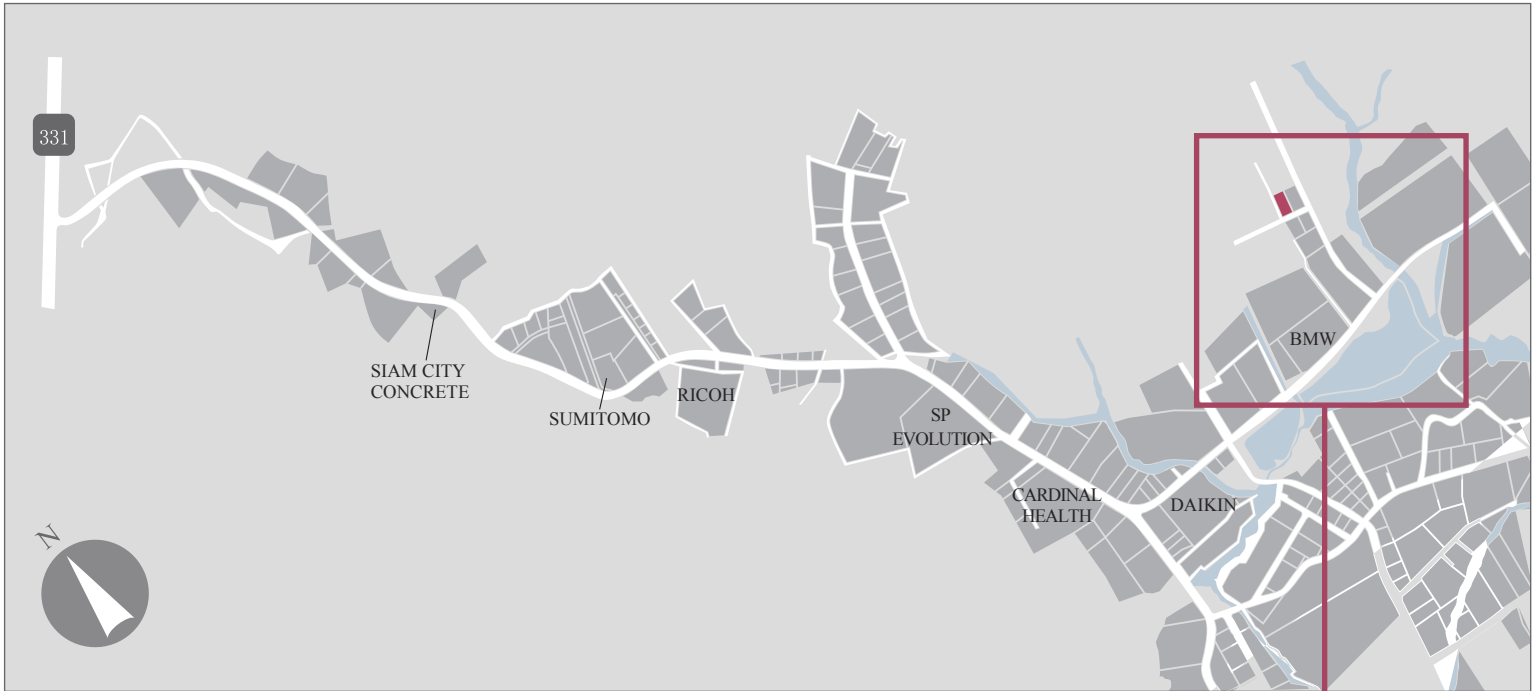 331
SIAM CITY
CONCRETE
SUMITOMO
RICOH
SP
EVOLUTION
CARDINAL
HEALTH
DAIKIN
BMW
N